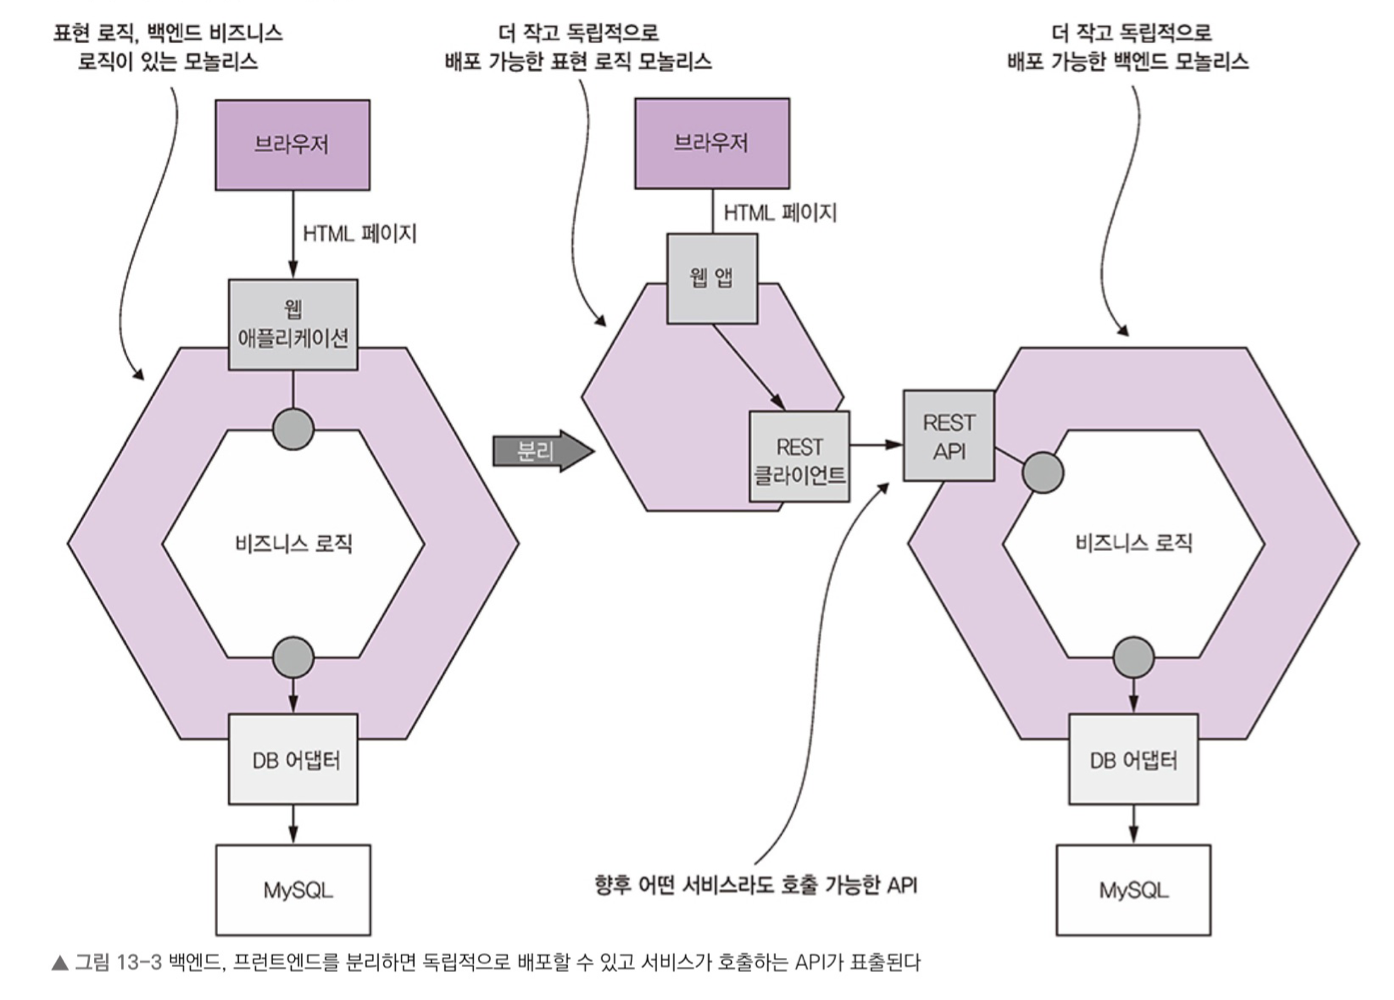 표현 로직, 백엔드 비즈니스
로직이 있는 모놀리스
브라우저
HTML 페이지
웹
애플리케이션
비즈니스 로직
DB 어댑터
MySQL
분리
더 작고 독립적으로
배포 가능한 표현 로직 모놀리스
브라우저
HTML 페이지
웹 앱
REST
클라이언트
더 작고 독립적으로
배포 가능한 백엔드 모놀리스
REST
API
비즈니스 로직
DB 어댑터
MySQL
향후 어떤 서비스라도 호출 가능한 API
▲ 그림 13-3 백엔드, 프런트엔드를 분리하면 독립적으로 배포할 수 있고 서비스가 호출하는 API가 표출된다